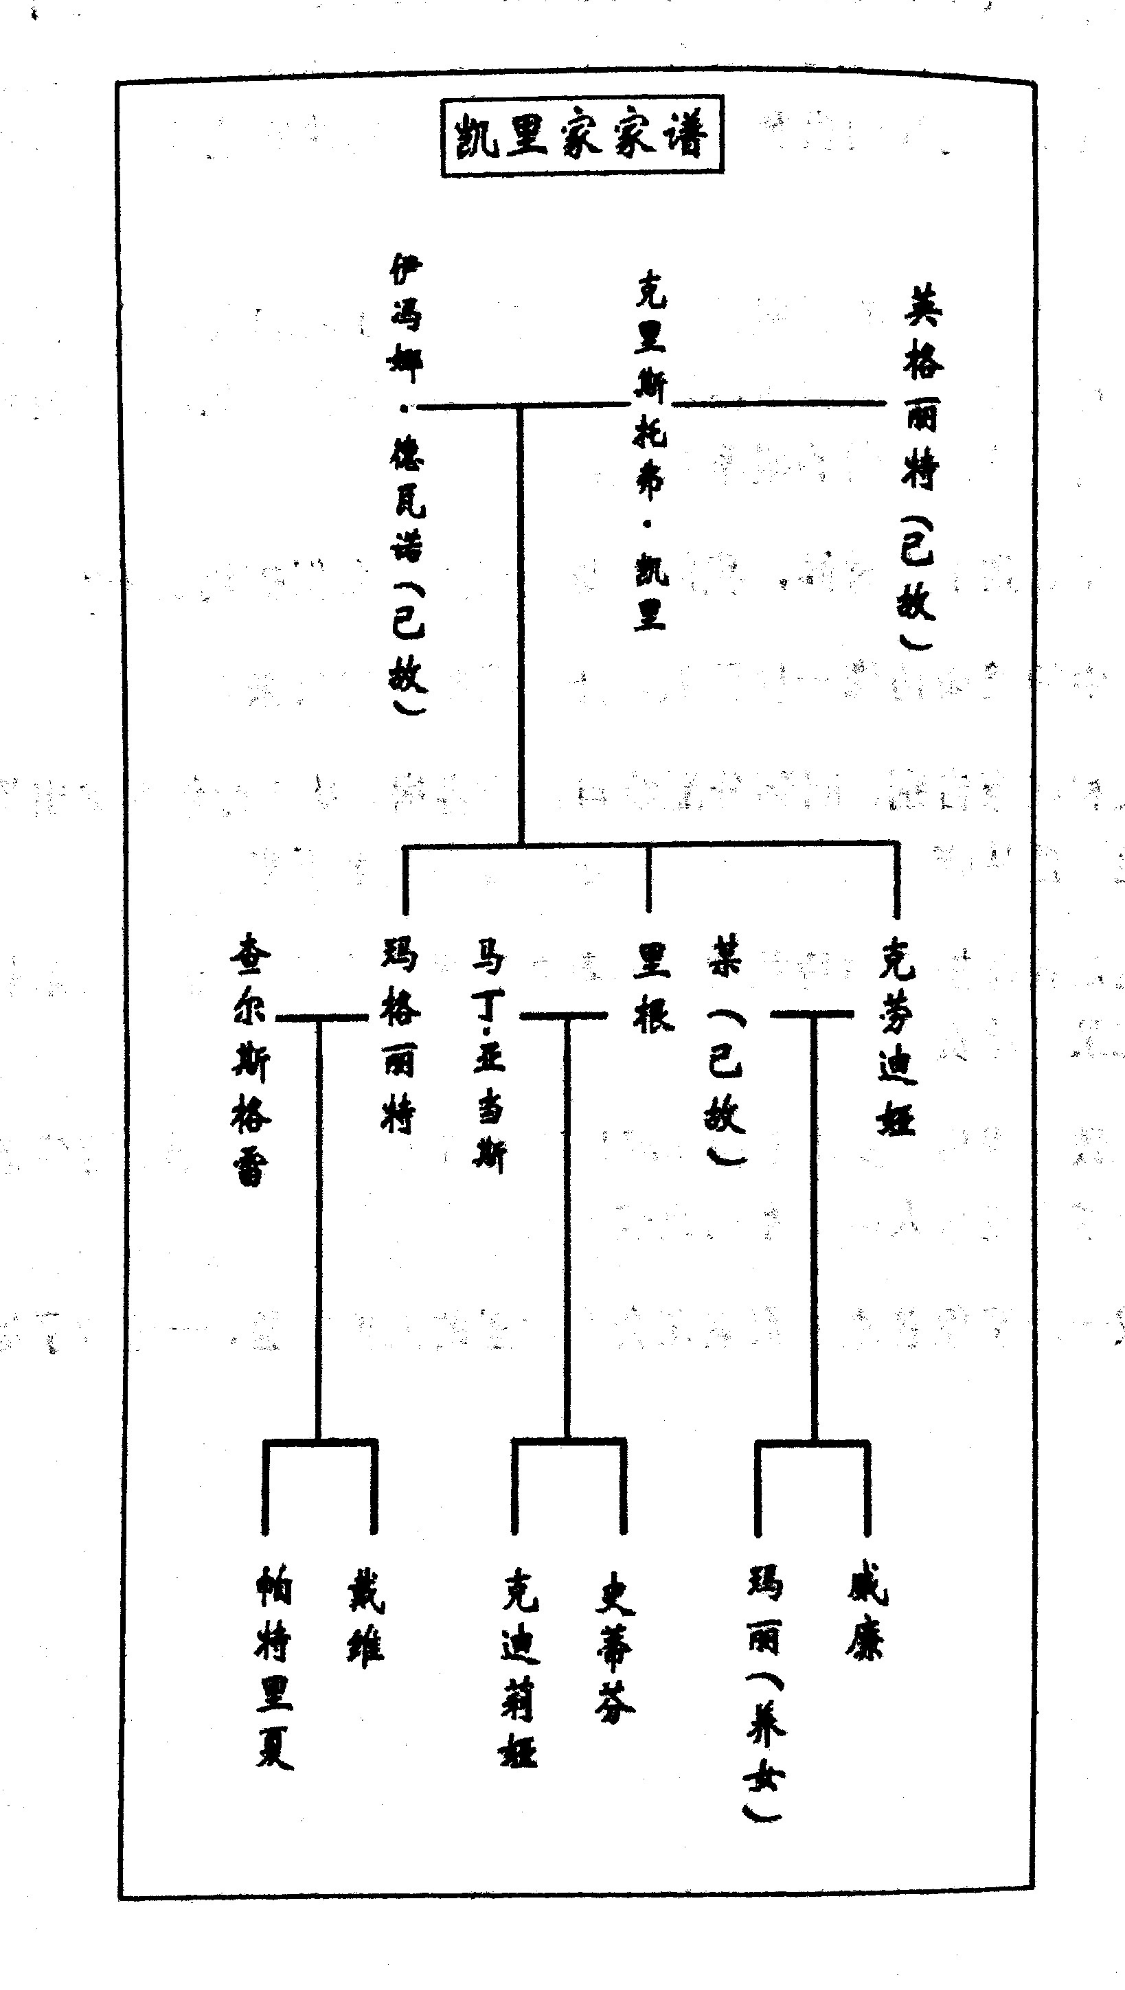 凯里家家谱
伊冯娜·德瓦诺(已故)
克里斯托弗·凯里
英格丽特(已故)
查尔斯格雷
玛格丽特
马丁·亚当斯
里根
某(已故)
克劳迪娅
帕特里夏
戴维
克迪莉娅
史蒂芬
玛丽(养女)
威廉